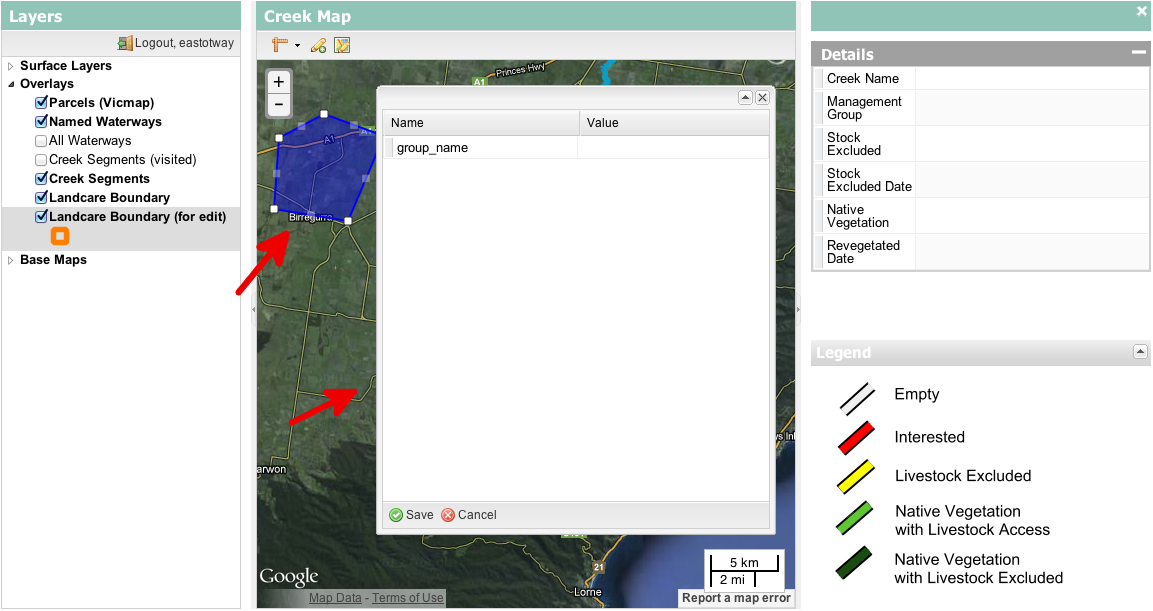 Layers
Logout, eastotway
Surface Layers
Overlays
Parcels (Vicmap)
Named Waterways
All Waterways
Creek Segments (visited)
Creek Segments
Landcare Boundary
Landcare Boundary (for edit)
Base Maps
Creek Map
+
−
A1
Princes Hwy
A1
Birregurra
arwon
Name
Value
group_name
Save
Cancel
21
Lorne
5 km
2 mi
Google
Map Data - Terms of Use
Report a map error
Details
Creek Name
Management
Group
Stock
Excluded
Stock
Excluded Date
Native
Vegetation
Revegetated
Date
Legend
Empty
Interested
Livestock Excluded
Native Vegetation
with Livestock Access
Native Vegetation
with Livestock Excluded